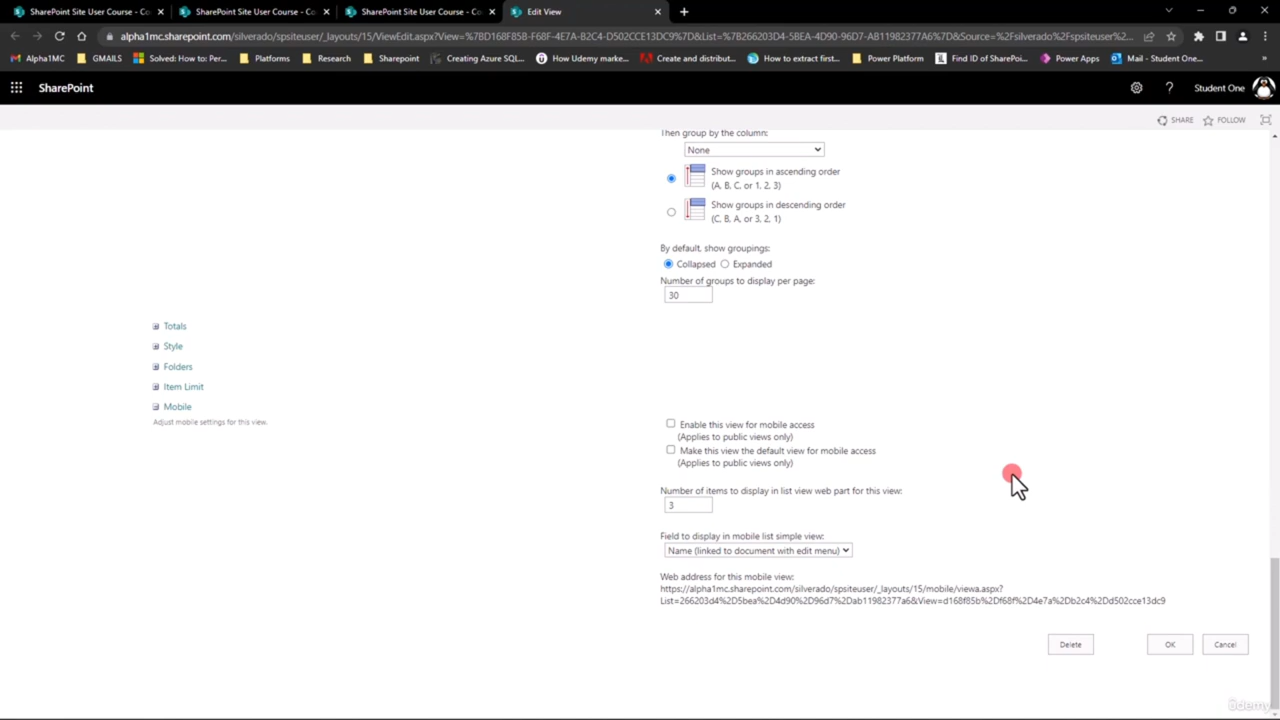 SharePoint Site User Course - Co
SharePoint Site User Course - Co
SharePoint Site User Course - Co
Edit View
alpha1mc.sharepoint.com/silverado/spsiteuser/_layouts/15/ViewEdit.aspx?View=%7BD168F85B-F68F-4E7A-82C4-D502CCE13DC9%7D&List=%7B266203D4-5BEA-4D90-96D7-AB11982377A6%7D&Source=%2Fsilverado%2Fspsiteuser%2F_layouts%2F15%2F...
Alpha1MC
GMAILS
Solved: How to: Per...
Platforms
Research
Sharepoint
Creating Azure SQL...
How Udemy marke...
Create and distribut...
How to extract first...
Power Platform
Find ID of SharePoi...
Power Apps
Mail - Student One...
SharePoint
Student One
SHARE
FOLLOW
Then group by the column:
None
Show groups in ascending order
(A, B, C, or 1, 2, 3)
Show groups in descending order
(C, B, A, or 3, 2, 1)
By default, show groupings:
Collapsed Expanded
Number of groups to display per page:
30
Totals
Style
Folders
Item Limit
Mobile
Adjust mobile settings for this view.
Enable this view for mobile access
(Applies to public views only)
Make this view the default view for mobile access
(Applies to public views only)
Number of items to display in list view web part for this view:
3
Field to display in mobile list simple view:
Name (linked to document with edit menu)
Web address for this mobile view:
https://alpha1mc.sharepoint.com/silverado/spsiteuser/_layouts/15/mobile/viewa.aspx?
List=266203d4%2D5bea%2D4d90%2D96d7%2Dab11982377a6&View=d168f85b%2Df68f%2D4e7a%2Db2c4%2Dd502cce13dc9
Delete
OK
Cancel
ûdemy